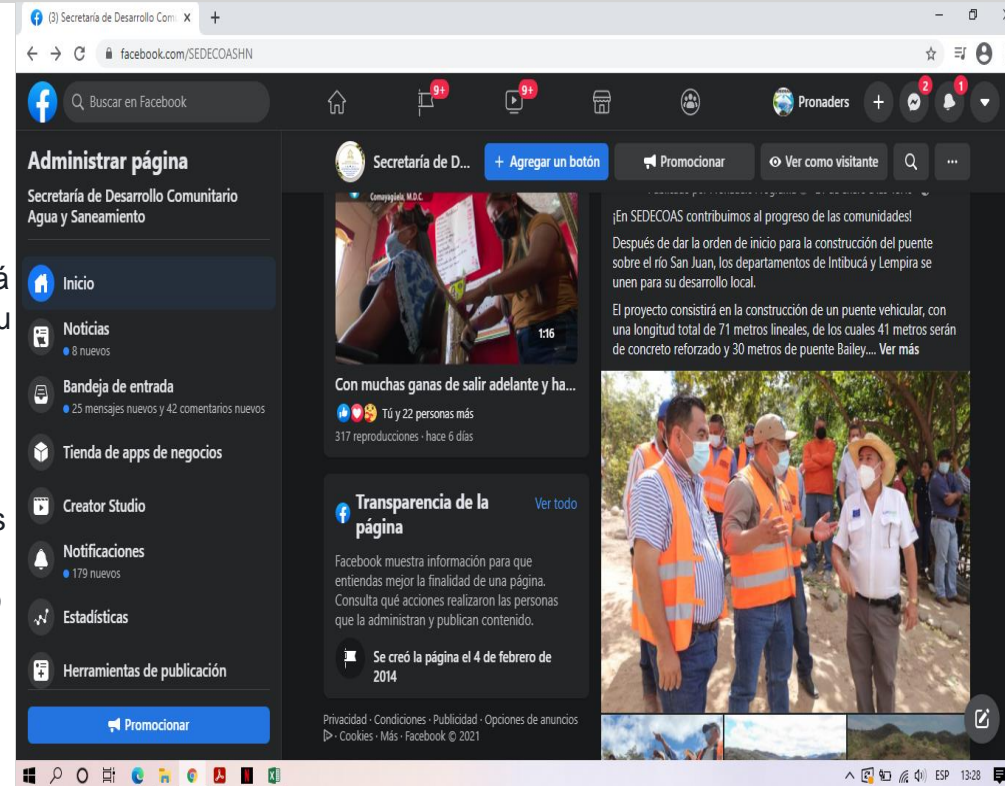 (3) Secretaría de Desarrollo Com
facebook.com/SEDECOASHN
Buscar en Facebook
9+
9+
Pronaders
2
1
Administrar página
Secretaría de Desarrollo Comunitario
Agua y Saneamiento
Inicio
Noticias
8 nuevos
Bandeja de entrada
25 mensajes nuevos y 42 comentarios nuevos
Tienda de apps de negocios
Creator Studio
Notificaciones
179 nuevos
Estadísticas
Herramientas de publicación
Promocionar
Secretaría de D...
+ Agregar un botón
Promocionar
Ver como visitante
Comayagüela, M.D.C.
1:16
Con muchas ganas de salir adelante y ha...
Tú y 22 personas más
317 reproducciones · hace 6 días
Transparencia de la
página
Ver todo
Facebook muestra información para que
entiendas mejor la finalidad de una página.
Consulta qué acciones realizaron las personas
que la administran y publican contenido.
Se creó la página el 4 de febrero de
2014
Privacidad · Condiciones · Publicidad · Opciones de anuncios
· Cookies · Más · Facebook © 2021
¡En SEDECOAS contribuimos al progreso de las comunidades!
Después de dar la orden de inicio para la construcción del puente
sobre el río San Juan, los departamentos de Intibucá y Lempira se
unen para su desarrollo local.
El proyecto consistirá en la construcción de un puente vehicular, con
una longitud total de 71 metros lineales, de los cuales 41 metros serán
de concreto reforzado y 30 metros de puente Bailey.... Ver más
ESP
13:28